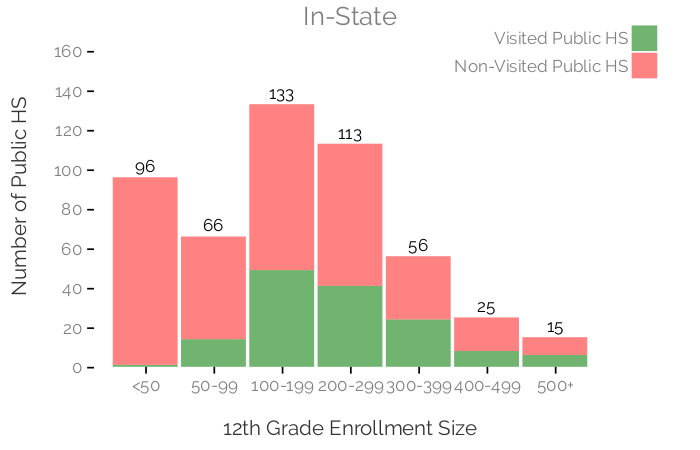 In-State
Visited Public HS
Non-Visited Public HS
Number of Public HS
160
140
120
100
80
60
40
20
0
96
66
133
113
56
25
15
<50 50-99 100-199 200-299 300-399 400-499 500+
12th Grade Enrollment Size